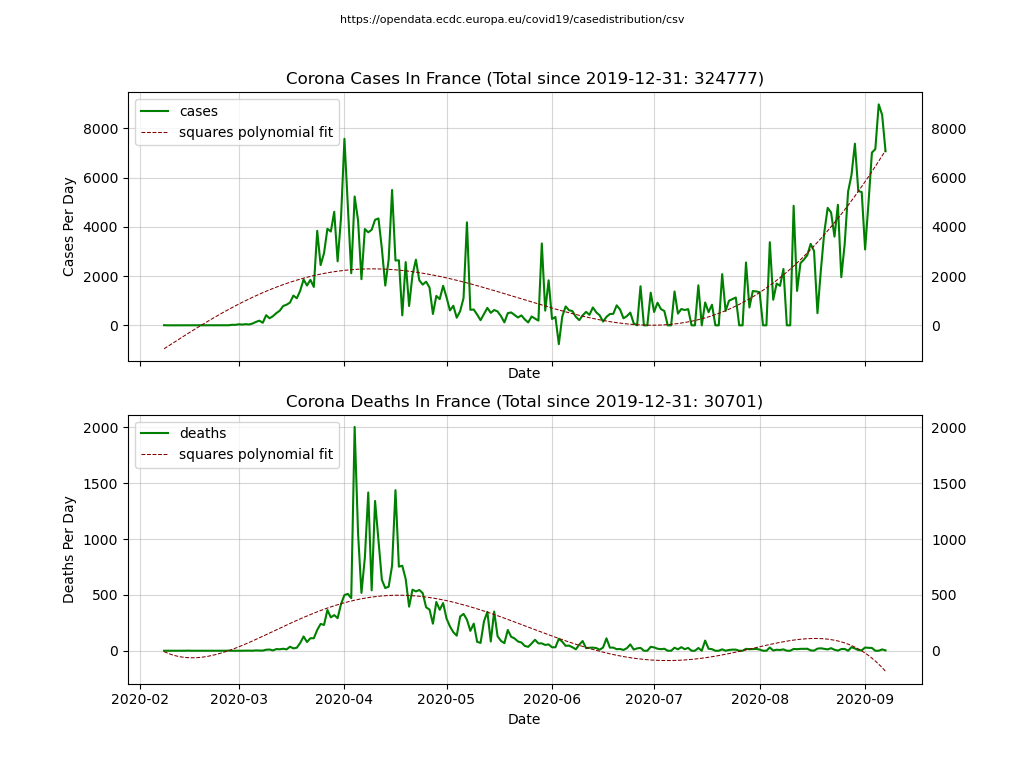 https://opendata.ecdc.europa.eu/covid19/casedistribution/csv
Corona Cases In France (Total since 2019-12-31: 324777)
cases
squares polynomial fit
Cases Per Day
8000
6000
4000
2000
0
8000
6000
4000
2000
0
Date
Corona Deaths In France (Total since 2019-12-31: 30701)
deaths
squares polynomial fit
Deaths Per Day
2000
1500
1000
500
0
2000
1500
1000
500
0
2020-02 2020-03 2020-04 2020-05 2020-06 2020-07 2020-08 2020-09
Date